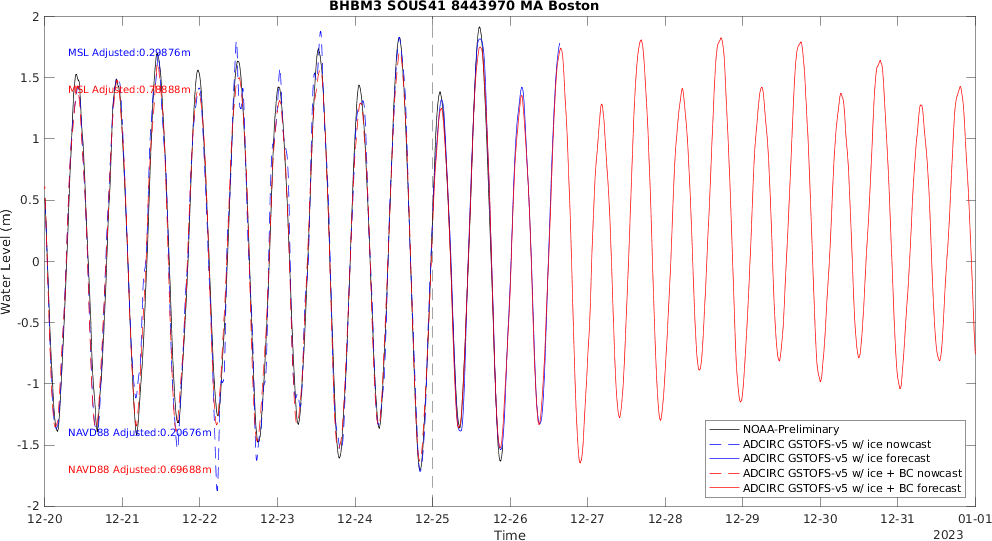 BHBM3 SOUS41 8443970 MA Boston
2
1.5
1
0.5
0
-0.5
-1
-1.5
-2
Water Level (m)
MSL Adjusted:0.29876m
MSL Adjusted:0.78888m
NAVD88 Adjusted:0.20676m
NAVD88 Adjusted:0.69688m
NOAA-Preliminary
ADCIRC GSTOFS-v5 w/ ice nowcast
ADCIRC GSTOFS-v5 w/ ice forecast
ADCIRC GSTOFS-v5 w/ ice + BC nowcast
ADCIRC GSTOFS-v5 w/ ice + BC forecast
12-20 12-21 12-22 12-23 12-24 12-25 12-26 12-27 12-28 12-29 12-30 12-31 01-01
Time
2023